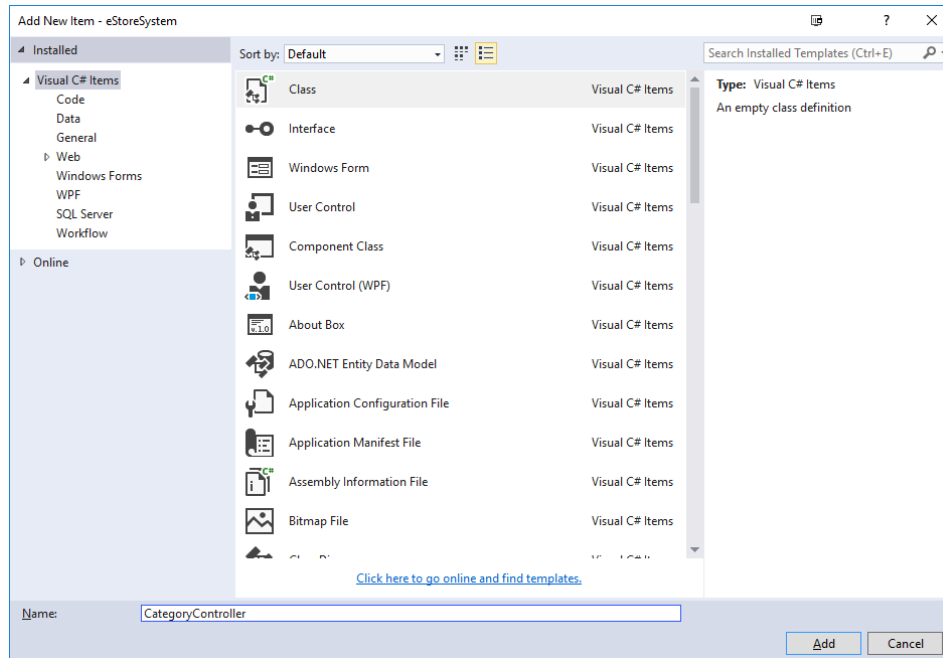 Add New Item - eStoreSystem
?
Installed
Sort by: Default
Search Installed Templates (Ctrl+E)
Visual C# Items
Code
Data
General
Web
Windows Forms
WPF
SQL Server
Workflow
Online
C#
Class Visual C# Items
Interface Visual C# Items
Windows Form Visual C# Items
User Control Visual C# Items
Component Class Visual C# Items
User Control (WPF) Visual C# Items
v.1.0
About Box Visual C# Items
ADO.NET Entity Data Model Visual C# Items
Application Configuration File Visual C# Items
Application Manifest File Visual C# Items
C#
Assembly Information File Visual C# Items
Bitmap File Visual C# Items
Type: Visual C# Items
An empty class definition
Click here to go online and find templates.
Name: CategoryController
Add Cancel